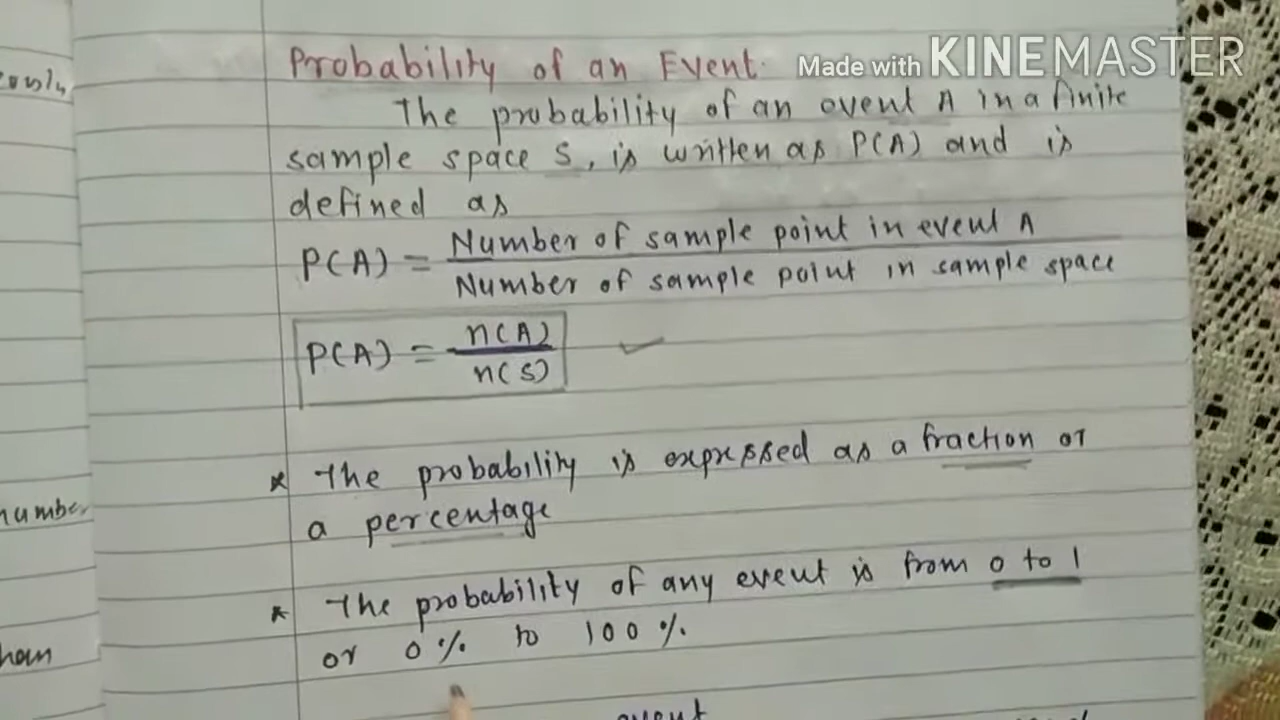 Probability of an Event.
Made with KINEMASTER
The probability of an event A in a finite
sample space S, is written as P(A) and is
defined as
P(A) = Number of sample point in event A
Number of sample point in sample space
P(A) = n(A)
n(S)
* The probability is expressed as a fraction or
a percentage
* The probability of any event is from 0 to 1
or 0% to 100%.
number
event